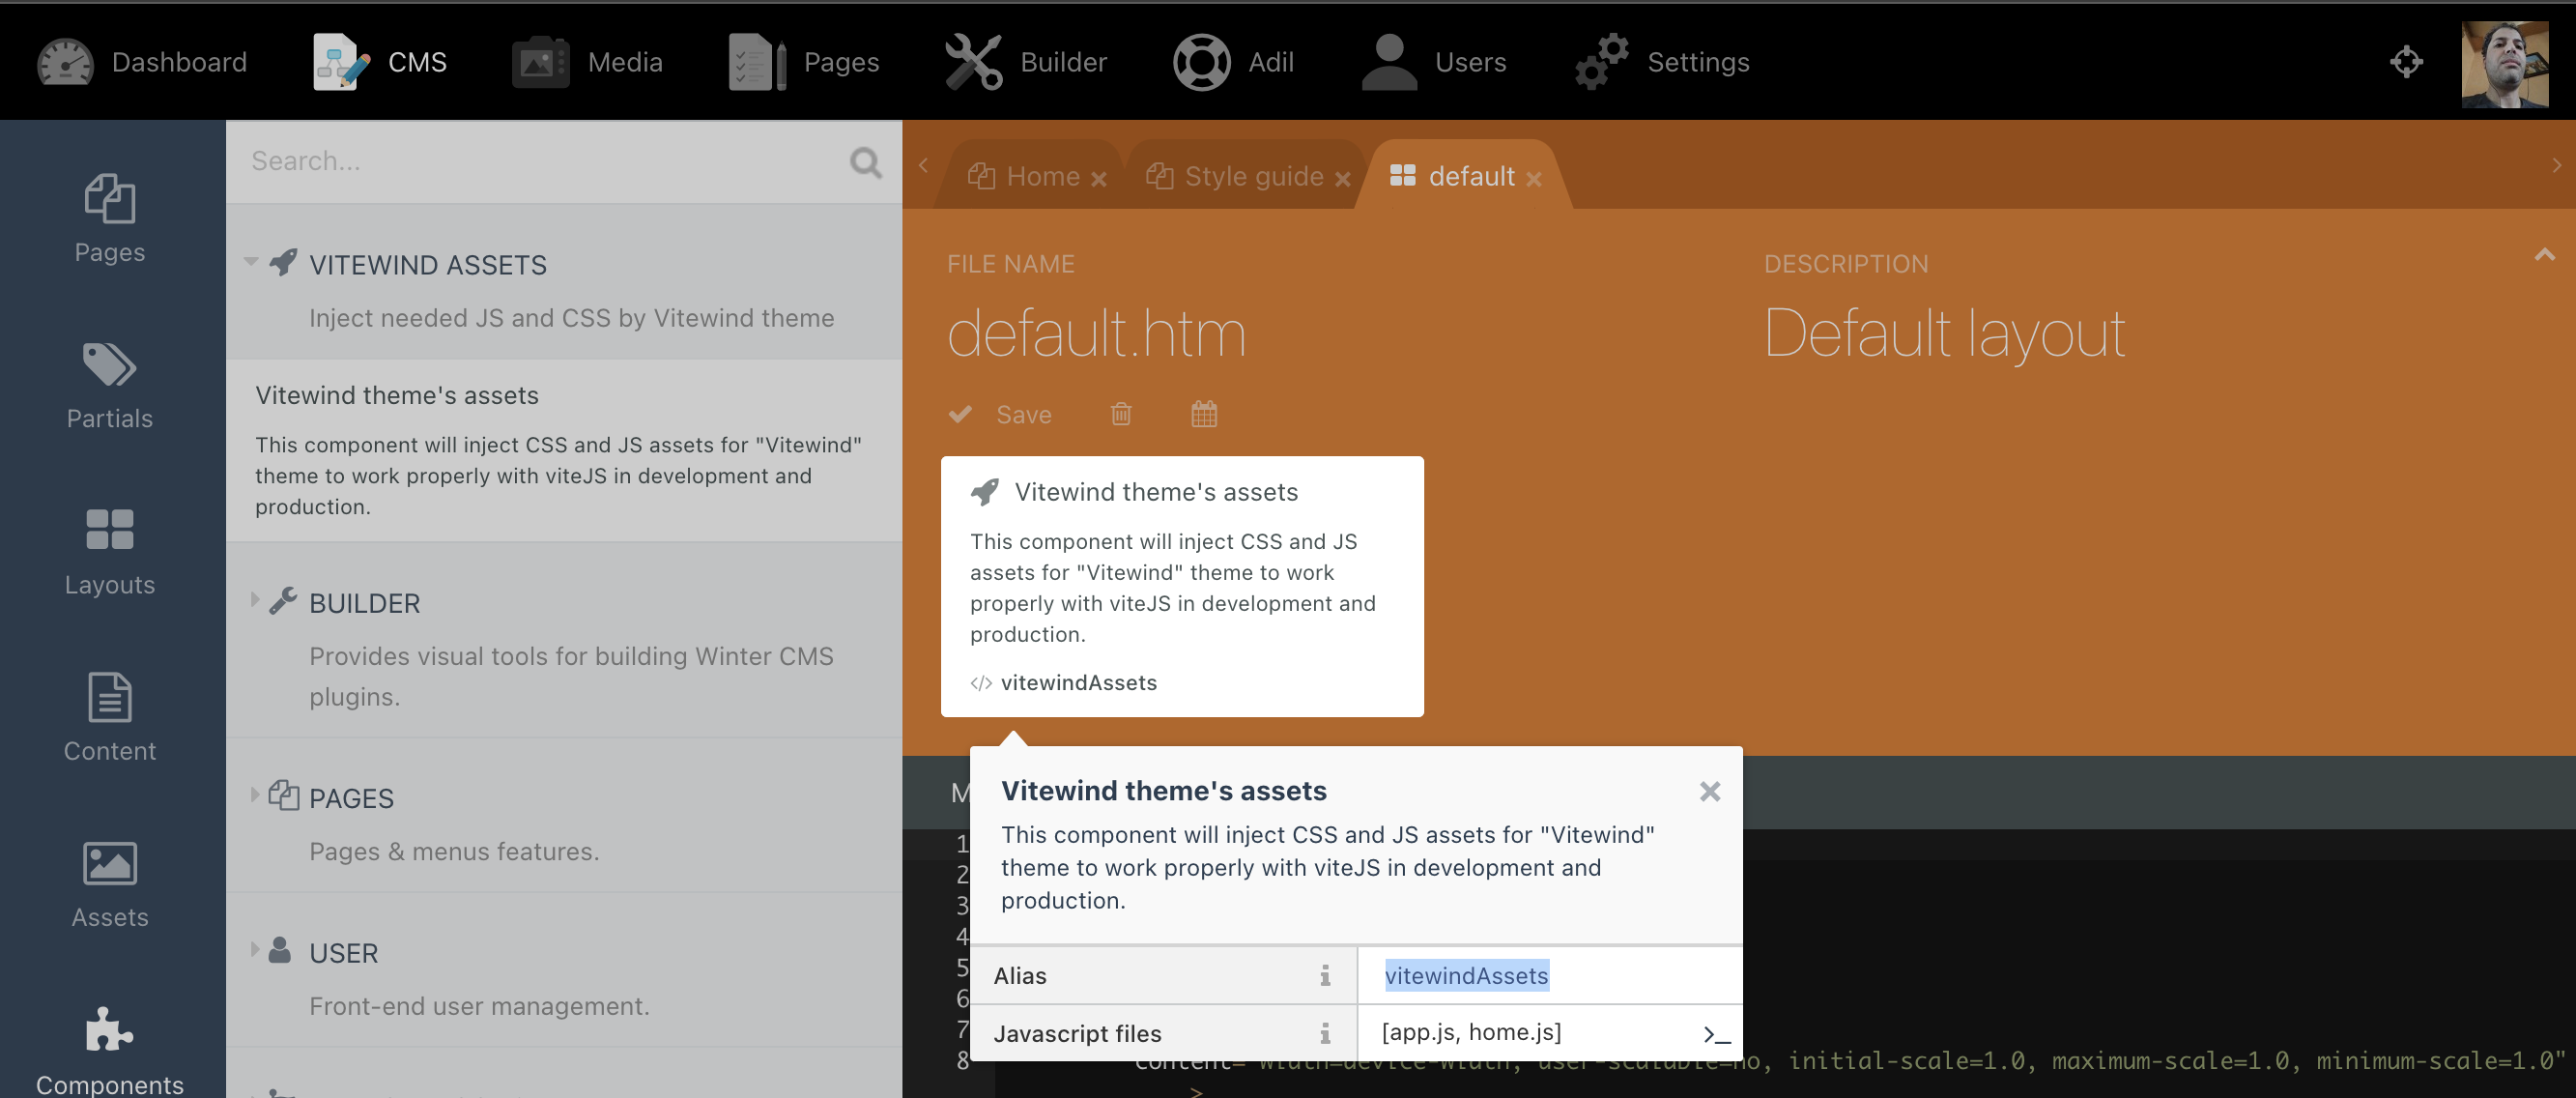 Dashboard
CMS
Media
Pages
Builder
Adil
Users
Settings
Pages
Partials
Layouts
Content
Assets
Components
Search...
VITEWIND ASSETS
Inject needed JS and CSS by Vitewind theme
Vitewind theme's assets
This component will inject CSS and JS assets for "Vitewind"
theme to work properly with viteJS in development and
production.
BUILDER
Provides visual tools for building Winter CMS
plugins.
PAGES
Pages & menus features.
USER
Front-end user management.
Home
Style guide
default
FILE NAME
default.htm
DESCRIPTION
Default layout
Save
Vitewind theme's assets
This component will inject CSS and JS
assets for "Vitewind" theme to work
properly with viteJS in development and
production.
</> vitewindAssets
M
Vitewind theme's assets
This component will inject CSS and JS assets for "Vitewind"
theme to work properly with viteJS in development and
production.
Alias
vitewindAssets
Javascript files
[app.js, home.js]
1
2
3
4
5
6
7
8
content="width=device-width, user-scalable=no, initial-scale=1.0, maximum-scale=1.0, minimum-scale=1.0"
>